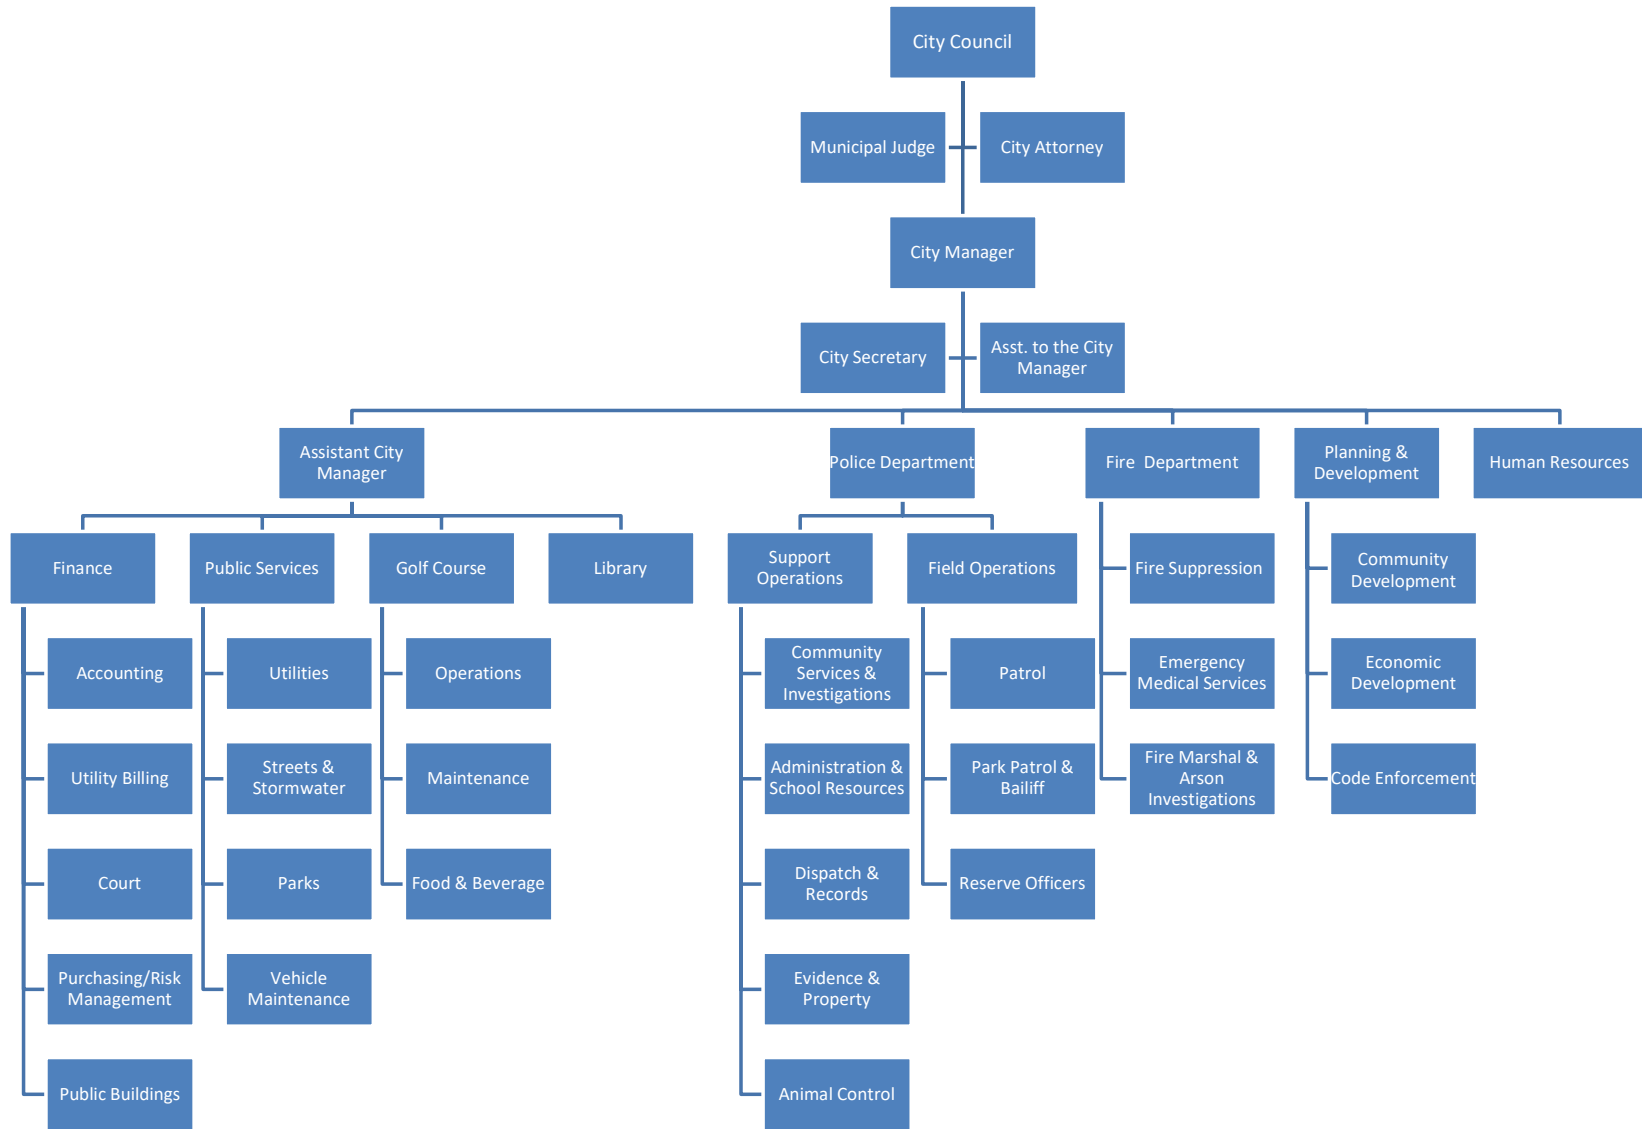 City Council
Municipal Judge
City Attorney
City Manager
City Secretary
Asst. to the City
Manager
Assistant City
Manager
Police Department
Fire  Department
Planning &
Development
Human Resources
Finance
Public Services
Golf Course
Library
Support
Operations
Field Operations
Fire Suppression
Community
Development
Accounting
Utilities
Operations
Community
Services &
Investigations
Patrol
Emergency
Medical Services
Economic
Development
Utility Billing
Streets &
Stormwater
Maintenance
Administration &
School Resources
Park Patrol &
Bailiff
Fire Marshal &
Arson
Investigations
Code Enforcement
Court
Parks
Food & Beverage
Dispatch &
Records
Reserve Officers
Purchasing/Risk
Management
Vehicle
Maintenance
Evidence &
Property
Public Buildings
Animal Control